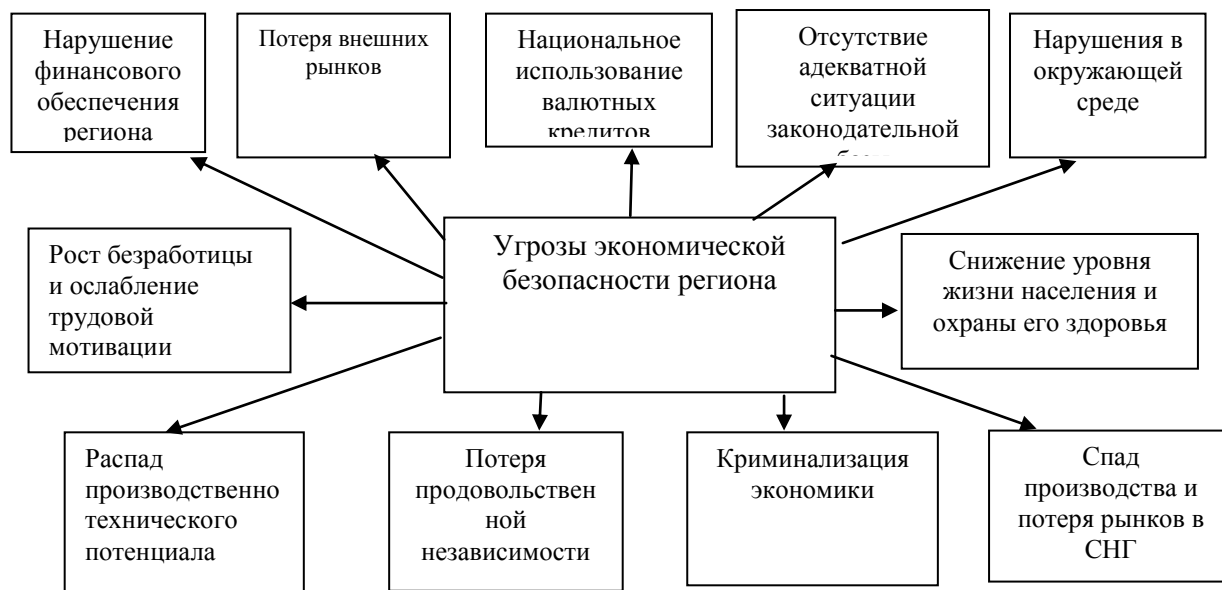 Нарушение
финансового
обеспечения
региона
Потеря внешних
рынков
Национальное
использование
валютных
кредитов
Отсутствие
адекватной
ситуации
законодательной
Нарушения в
окружающей
среде
Угрозы экономической
безопасности региона
Рост безработицы
и ослабление
трудовой
мотивации
Снижение уровня
жизни населения и
охраны его здоровья
Распад
производственно
технического
потенциала
Потеря
продовольствен
ной
независимости
Криминализация
экономики
Спад
производства и
потеря рынков в
СНГ